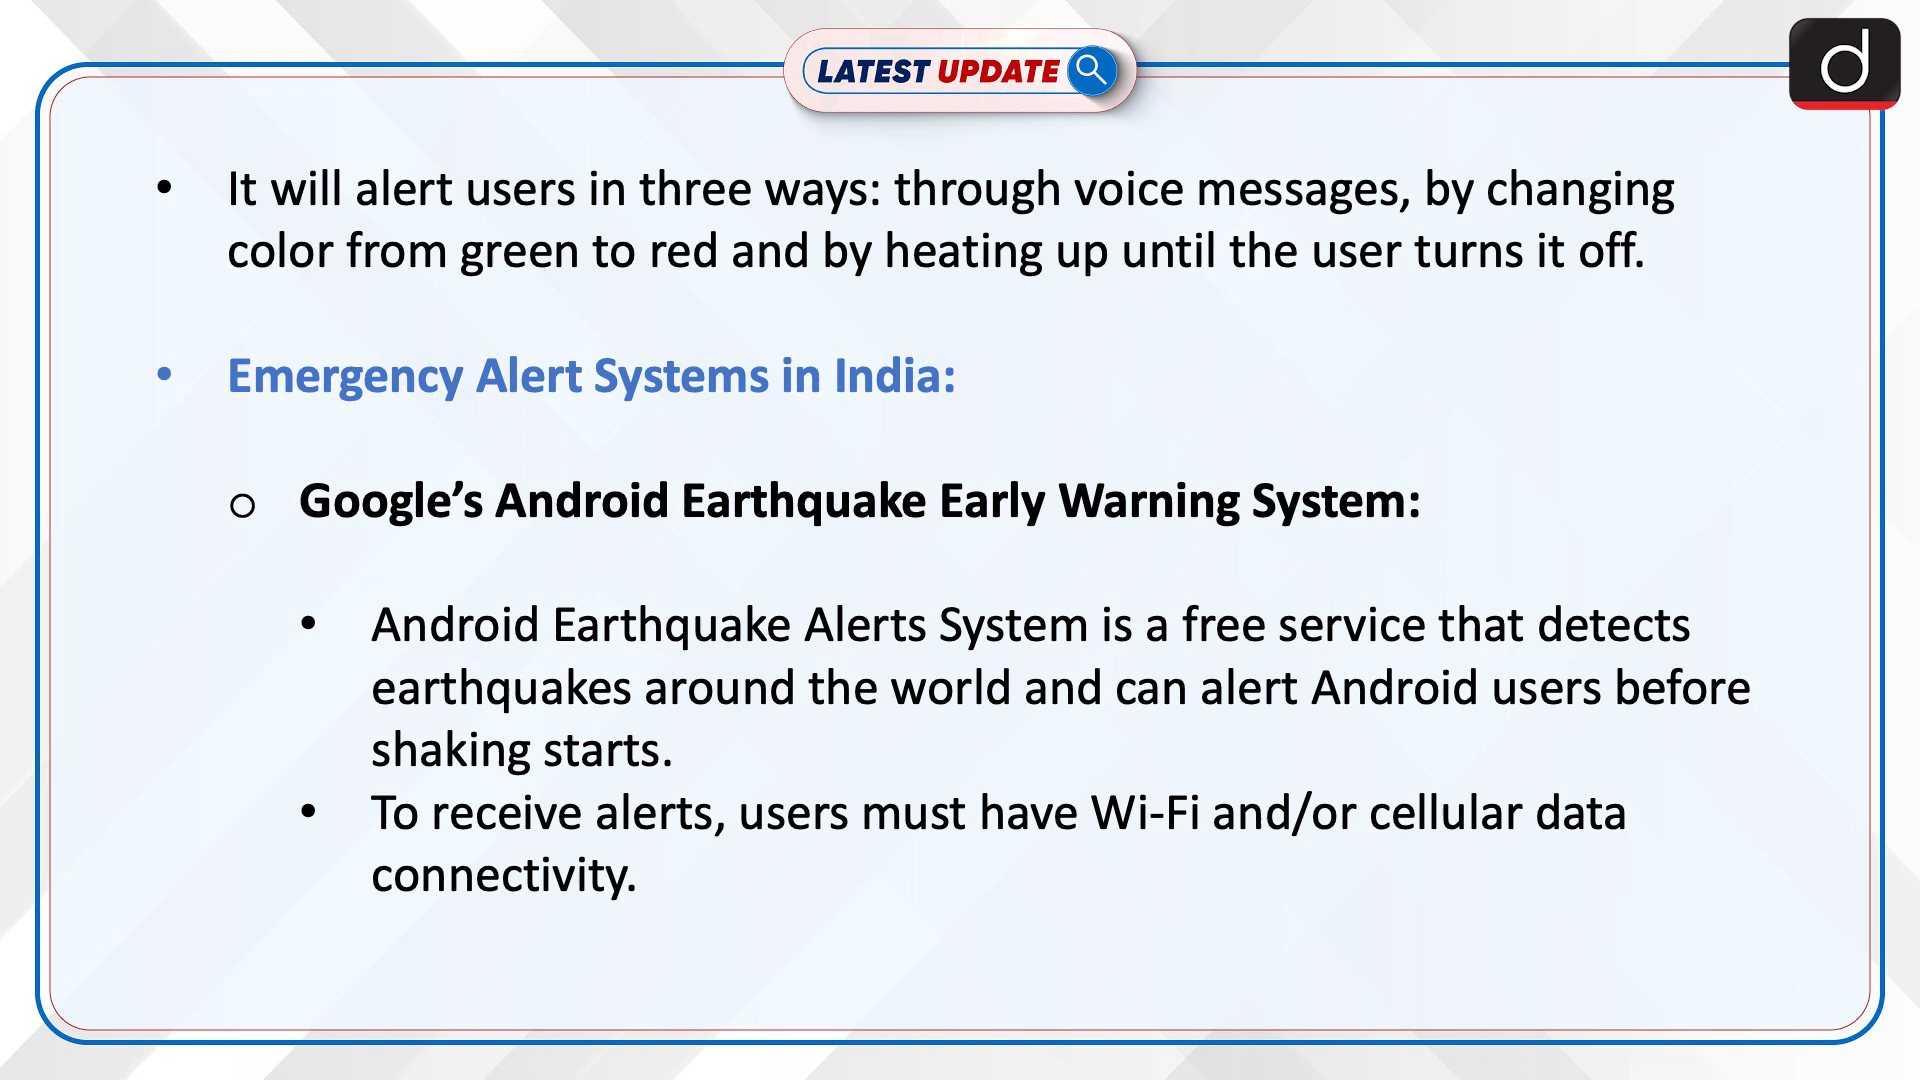 LATEST UPDATE
d
• It will alert users in three ways: through voice messages, by changing
color from green to red and by heating up until the user turns it off.
• Emergency Alert Systems in India:
o Google’s Android Earthquake Early Warning System:
• Android Earthquake Alerts System is a free service that detects
earthquakes around the world and can alert Android users before
shaking starts.
• To receive alerts, users must have Wi-Fi and/or cellular data
connectivity.